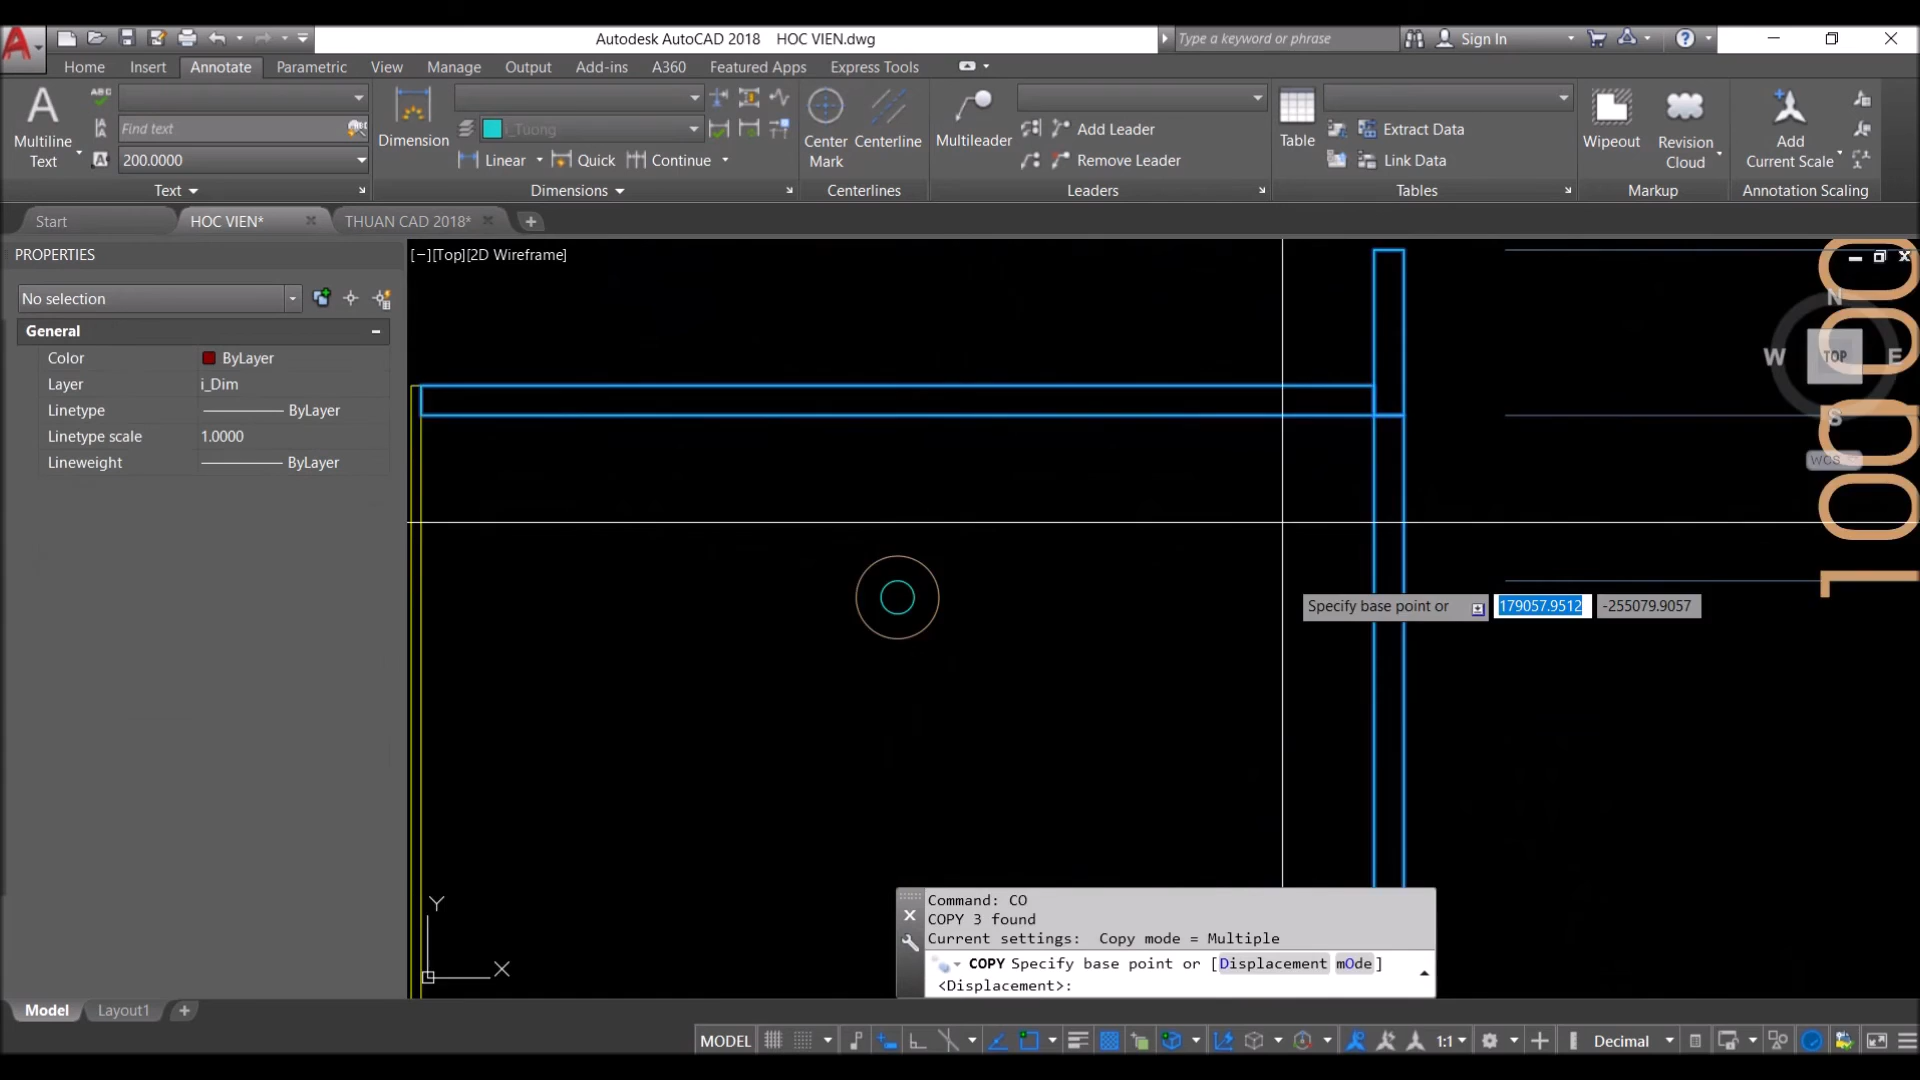 Autodesk AutoCAD 2018 HOC VIEN.dwg
Type a keyword or phrase
Sign In
Home Insert Annotate Parametric View Manage Output Add-ins A360 Featured Apps Express Tools
Multiline Text
ABC
Find text
200.0000
Dimension
i_Tuong
Linear Quick Continue
Center Mark
Centerline
Multileader
Add Leader
Remove Leader
Table
Extract Data
Link Data
Wipeout
Revision Cloud
Add Current Scale
Text Dimensions Centerlines Leaders Tables Markup Annotation Scaling
Start HOC VIEN* THUAN CAD 2018*
PROPERTIES
No selection
General
Color ByLayer
Layer i_Dim
Linetype ByLayer
Linetype scale 1.0000
Lineweight ByLayer
[−][Top][2D Wireframe]
N
W TOP E
S
WCS
Specify base point or 179057.9512 -255079.9057
Y
X
Command: CO
COPY 3 found
Current settings: Copy mode = Multiple
COPY Specify base point or [Displacement mOde]
<Displacement>:
Model Layout1
MODEL 1:1 Decimal